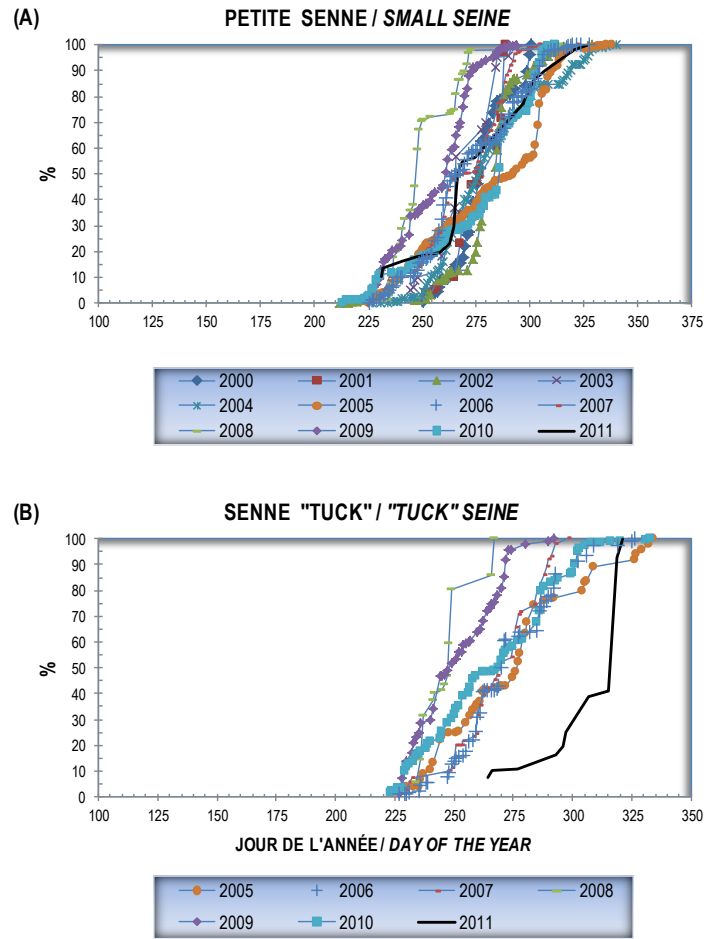 (A)
PETITE SENNE / SMALL SEINE
100
90
80
70
60
50
40
30
20
10
0
%
100 125 150 175 200 225 250 275 300 325 350 375
2000 2001 2002 2003
2004 2005 2006 2007
2008 2009 2010 2011
(B)
SENNE "TUCK" / "TUCK" SEINE
100
90
80
70
60
50
40
30
20
10
0
%
100 125 150 175 200 225 250 275 300 325 350
JOUR DE L'ANNÉE / DAY OF THE YEAR
2005 2006 2007 2008
2009 2010 2011